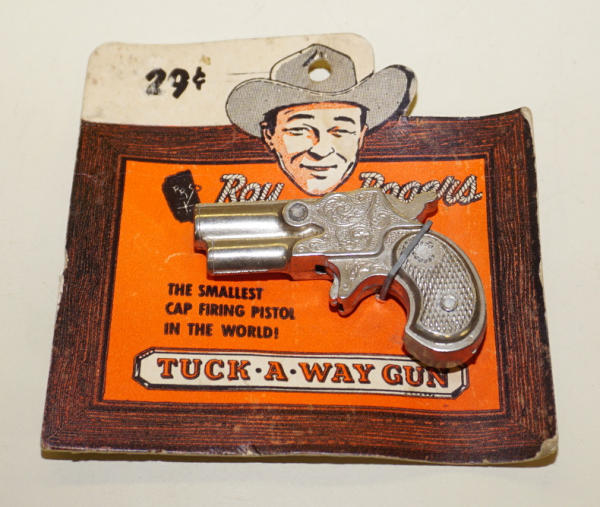 29¢
Roy Rogers
THE SMALLEST
CAP FIRING PISTOL
IN THE WORLD!
TUCK·A·WAY GUN